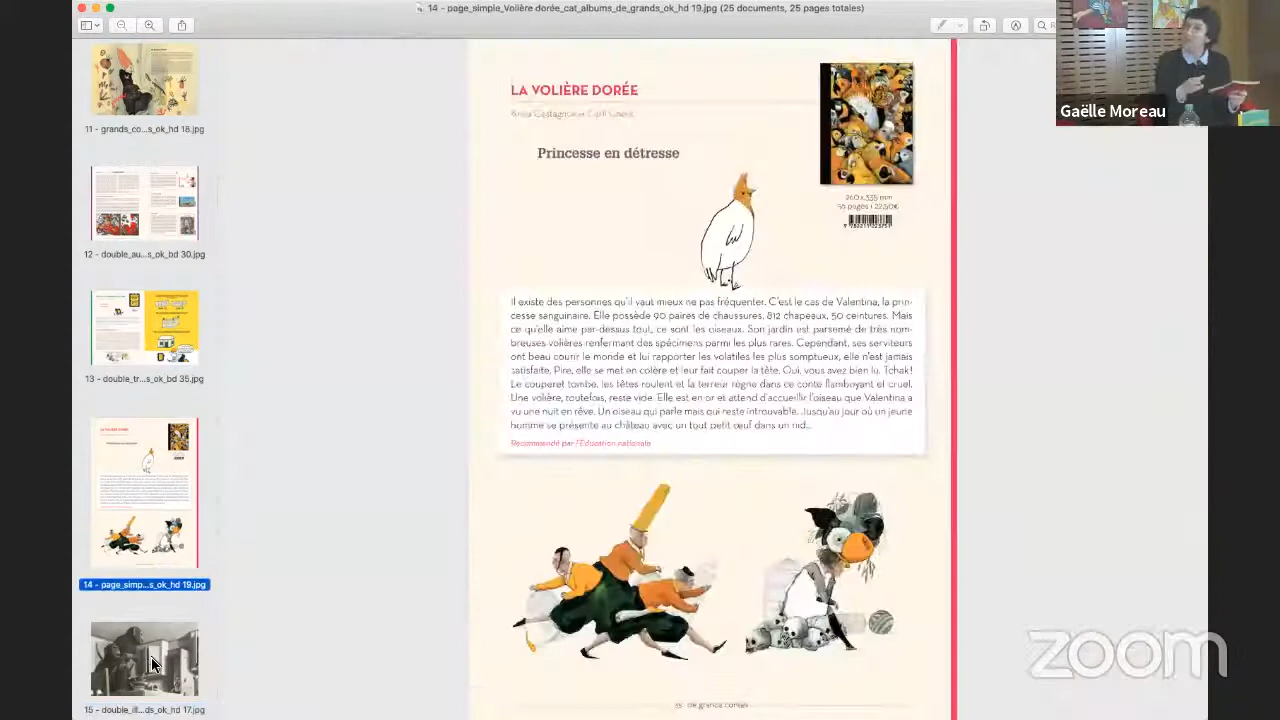 14 - page_simple_Volière dorée_cat_albums_de_grands_ok_hd 19.jpg (25 documents, 25 pages totales)
Gaëlle Moreau
11 - grands_co...s_ok_hd 18.jpg
12 - double_au...s_ok_bd 30.jpg
13 - double_tr...s_ok_bd 35.jpg
14 - page_simp...s_ok_hd 19.jpg
15 - double_ill...ds_ok_hd 17.jpg
LA VOLIÈRE DORÉE
Princesse en détresse
260 x 335 mm
56 pages | 22,50€
Il existe des personnes qu'il vaut mieux ne pas fréquenter. C'est le cas de Valentina, la prin-
cesse sanguinaire. Elle possède 90 paires de chaussures, 812 chapeaux, 50 ceintures. Mais
ce qu'elle aime par-dessus tout, ce sont les oiseaux. Son jardin est parsemé de très nom-
breuses volières renfermant des spécimens parmi les plus rares. Cependant, ses serviteurs
ont beau courir le monde et lui rapporter les volatiles les plus somptueux, elle n'est jamais
satisfaite. Pire, elle se met en colère et leur fait couper la tête. Oui, vous avez bien lu. Tchak!
Le couperet tombe, les têtes roulent et la terreur règne dans ce conte flamboyant et cruel.
Une volière, toutefois, reste vide. Elle est en or et attend d'accueillir l'oiseau que Valentina a
vu une nuit en rêve. Un oiseau qui parle mais qui reste introuvable. Jusqu'au jour où un jeune
homme se présente au château avec un tout petit œuf dans un nid...
Recommandé par l'Éducation nationale
de grands contes
zoom